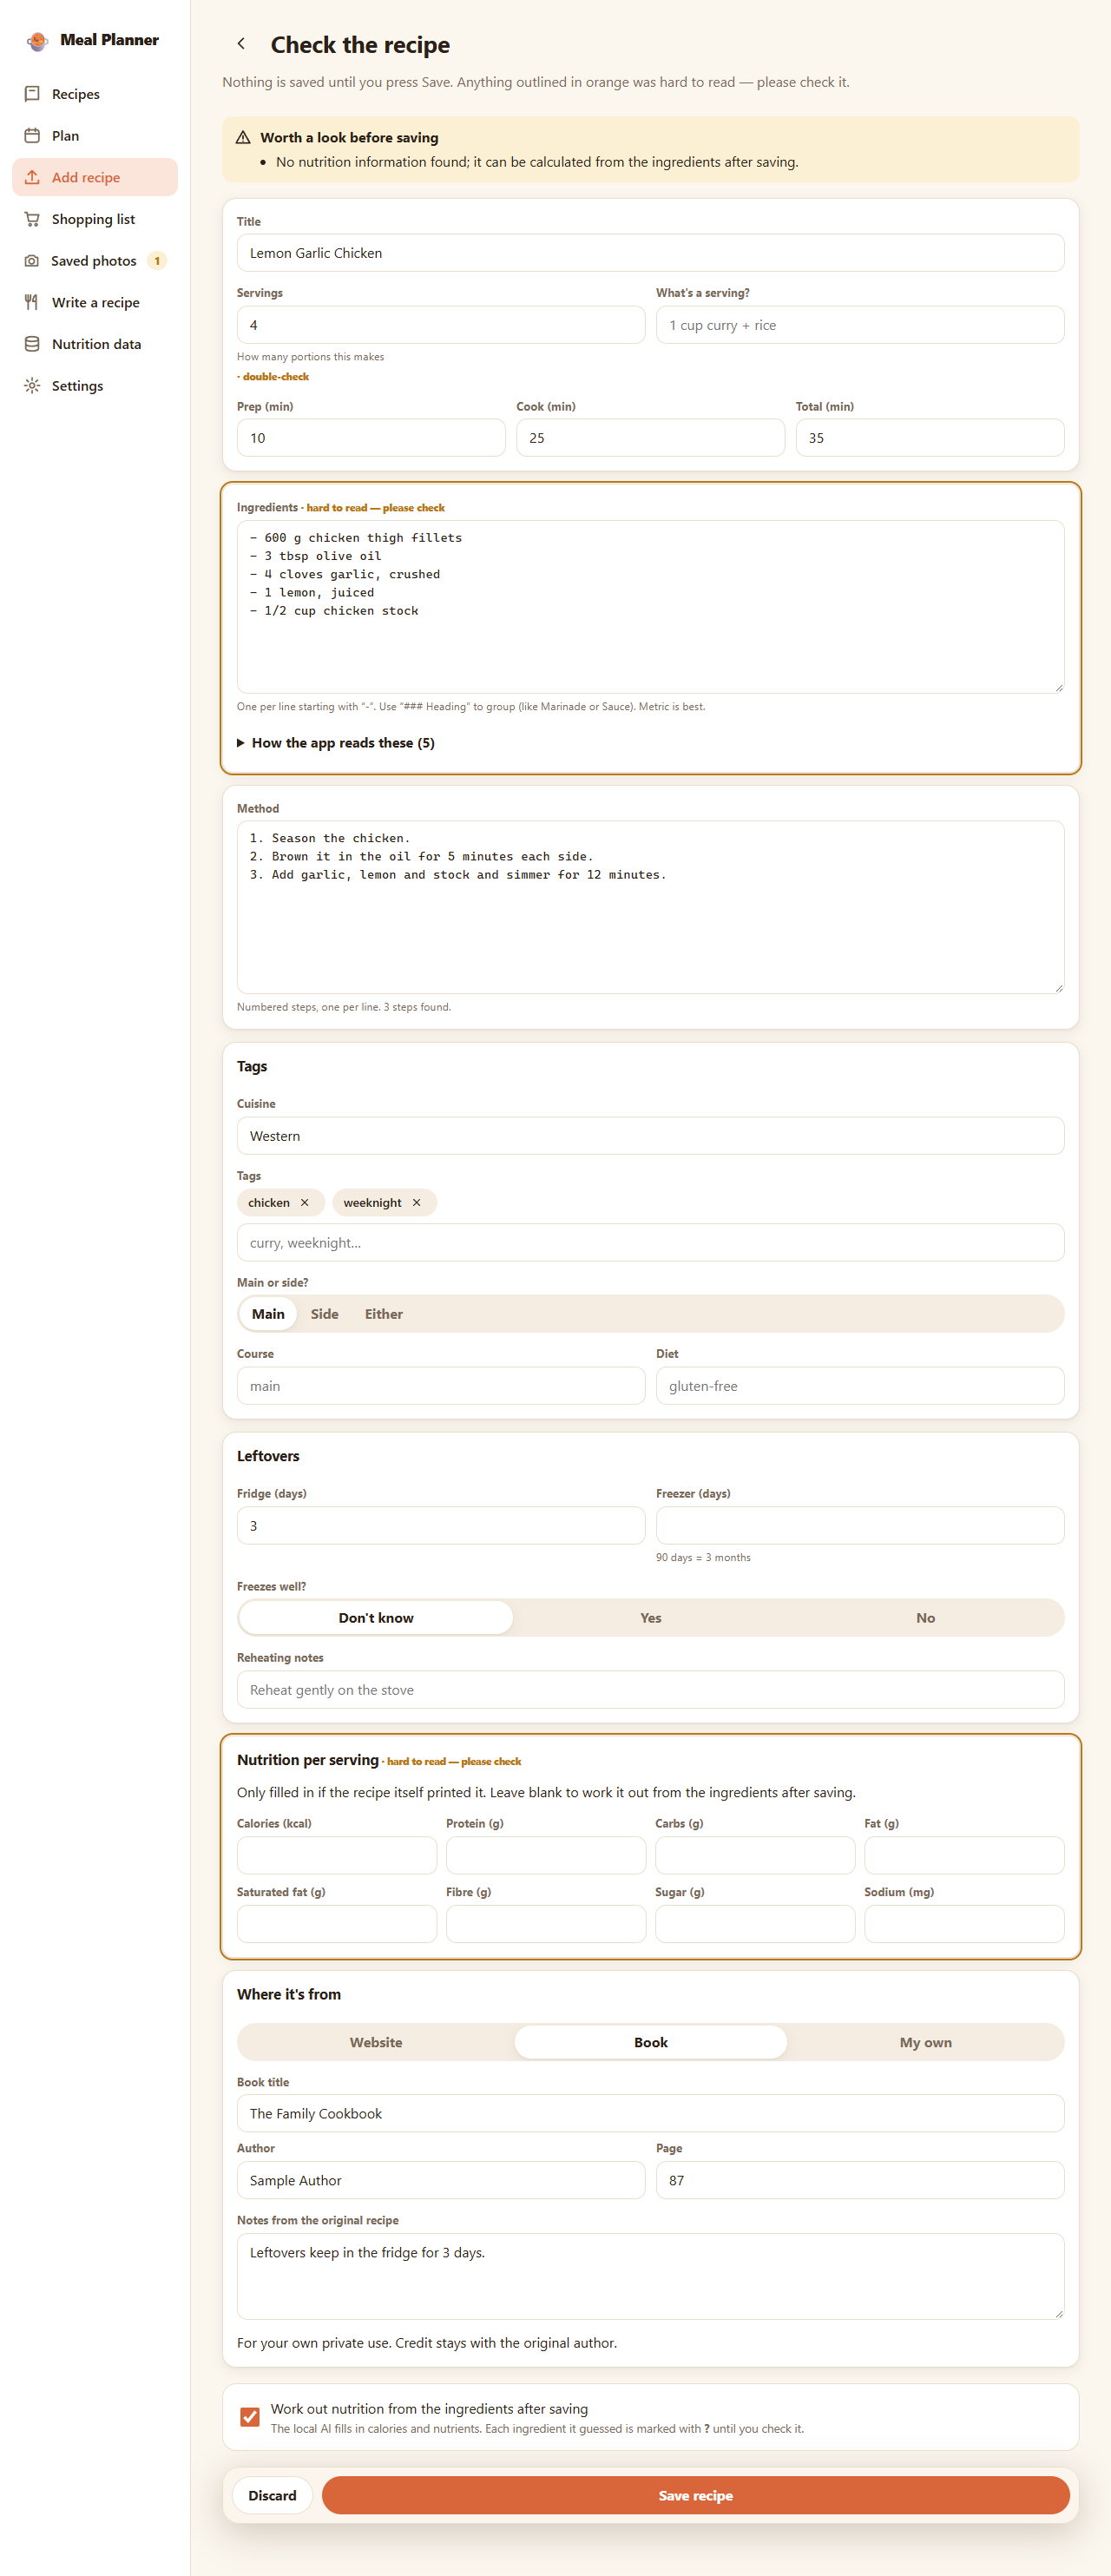 Meal Planner
Recipes
Plan
Add recipe
Shopping list
Saved photos 1
Write a recipe
Nutrition data
Settings
Check the recipe
Nothing is saved until you press Save. Anything outlined in orange was hard to read — please check it.
Worth a look before saving
• No nutrition information found; it can be calculated from the ingredients after saving.
Title
Lemon Garlic Chicken
Servings
What's a serving?
4
1 cup curry + rice
How many portions this makes
· double-check
Prep (min)
Cook (min)
Total (min)
10
25
35
Ingredients · hard to read — please check
- 600 g chicken thigh fillets
- 3 tbsp olive oil
- 4 cloves garlic, crushed
- 1 lemon, juiced
- 1/2 cup chicken stock
One per line starting with "-". Use "### Heading" to group (like Marinade or Sauce). Metric is best.
How the app reads these (5)
Method
1. Season the chicken.
2. Brown it in the oil for 5 minutes each side.
3. Add garlic, lemon and stock and simmer for 12 minutes.
Numbered steps, one per line. 3 steps found.
Tags
Cuisine
Western
Tags
chicken × weeknight ×
curry, weeknight...
Main or side?
Main Side Either
Course
Diet
main
gluten-free
Leftovers
Fridge (days)
Freezer (days)
3
90 days = 3 months
Freezes well?
Don't know Yes No
Reheating notes
Reheat gently on the stove
Nutrition per serving · hard to read — please check
Only filled in if the recipe itself printed it. Leave blank to work it out from the ingredients after saving.
Calories (kcal)
Protein (g)
Carbs (g)
Fat (g)
Saturated fat (g)
Fibre (g)
Sugar (g)
Sodium (mg)
Where it's from
Website Book My own
Book title
The Family Cookbook
Author
Page
Sample Author
87
Notes from the original recipe
Leftovers keep in the fridge for 3 days.
For your own private use. Credit stays with the original author.
Work out nutrition from the ingredients after saving
The local AI fills in calories and nutrients. Each ingredient it guessed is marked with ? until you check it.
Discard
Save recipe